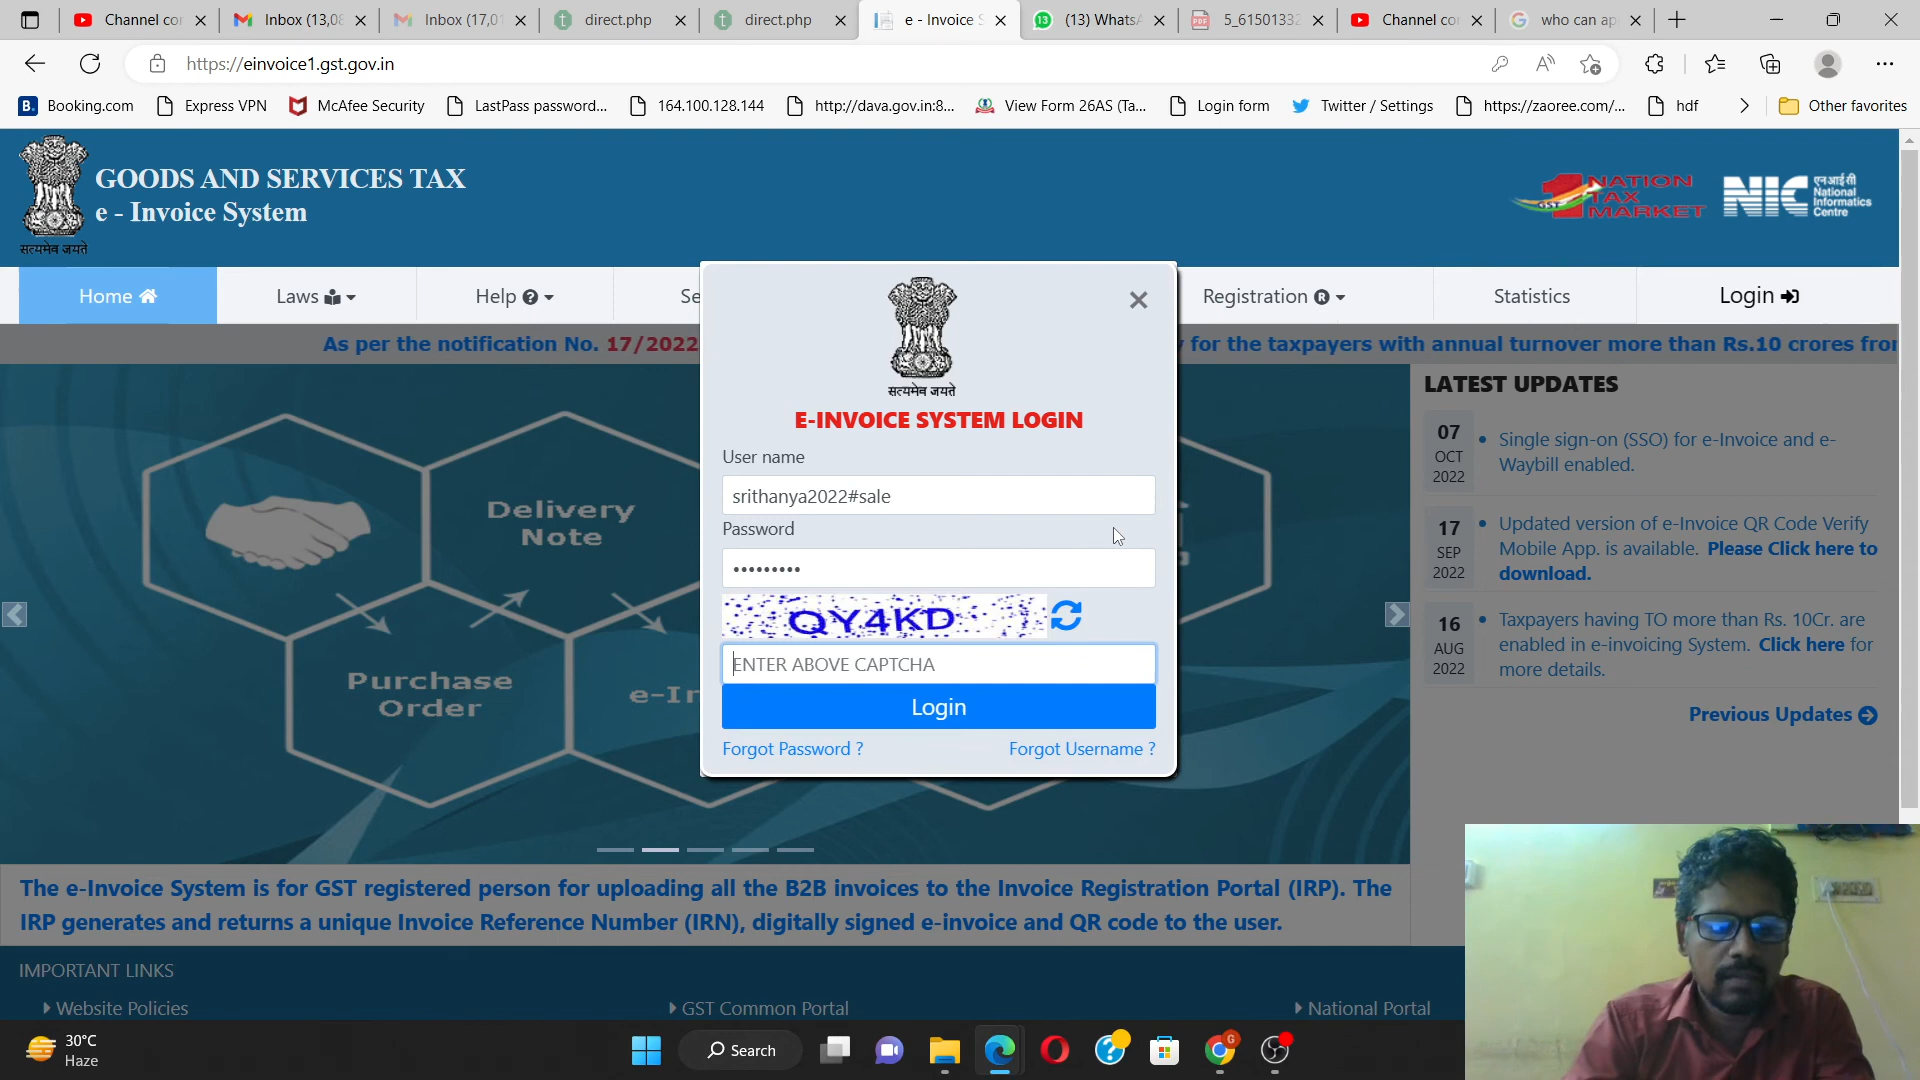 Channel co
Inbox (13,08
Inbox (17,01
direct.php
direct.php
e - Invoice S
(13) WhatsA
5_61501332
Channel co
who can ap
https://einvoice1.gst.gov.in
Booking.com
Express VPN
McAfee Security
LastPass password...
164.100.128.144
http://dava.gov.in:8...
View Form 26AS (Ta...
Login form
Twitter / Settings
https://zaoree.com/...
hdf
Other favorites
सत्यमेव जयते
GOODS AND SERVICES TAX
e - Invoice System
NATION
TAX
MARKET
GST
NIC
एनआईसी
National
Informatics
Centre
Home
Laws
Help
Se
Registration
Statistics
Login
As per the notification No. 17/2022
for the taxpayers with annual turnover more than Rs.10 crores fro
सत्यमेव जयते
E-INVOICE SYSTEM LOGIN
User name
srithanya2022#sale
Password
QY4KD
ENTER ABOVE CAPTCHA
Login
Forgot Password ?
Forgot Username ?
Delivery
Note
Purchase
Order
e-In
LATEST UPDATES
07
OCT
2022
Single sign-on (SSO) for e-Invoice and e-
Waybill enabled.
17
SEP
2022
Updated version of e-Invoice QR Code Verify
Mobile App. is available. Please Click here to
download.
16
AUG
2022
Taxpayers having TO more than Rs. 10Cr. are
enabled in e-invoicing System. Click here for
more details.
Previous Updates
The e-Invoice System is for GST registered person for uploading all the B2B invoices to the Invoice Registration Portal (IRP). The
IRP generates and returns a unique Invoice Reference Number (IRN), digitally signed e-invoice and QR code to the user.
IMPORTANT LINKS
Website Policies
GST Common Portal
National Portal
30°C
Haze
Search